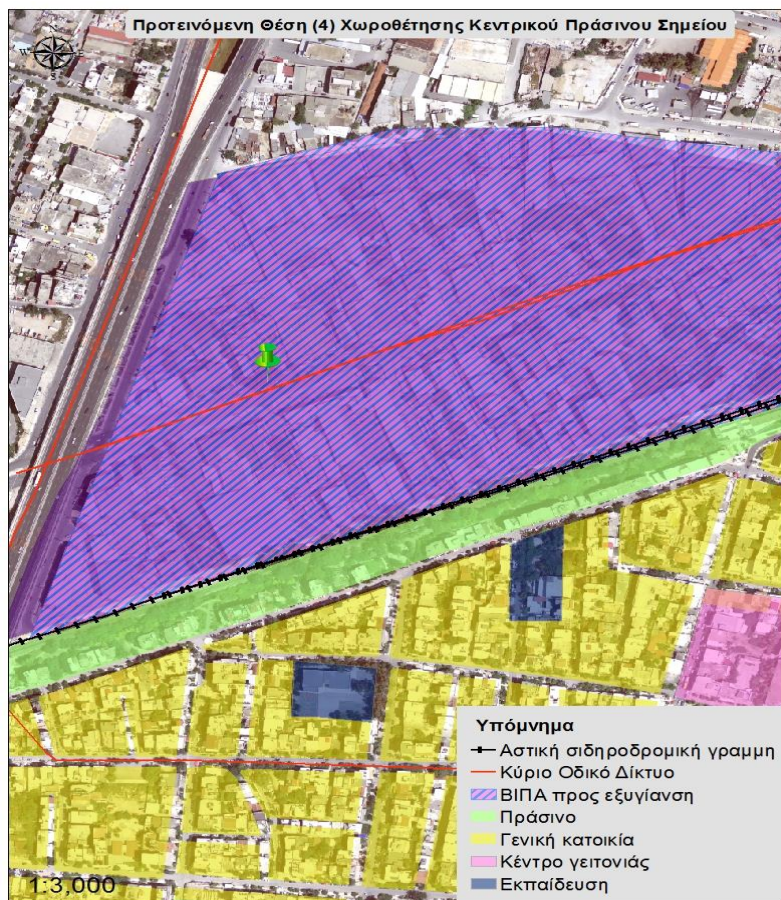 Προτεινόμενη Θέση (4) Χωροθέτησης Κεντρικού Πράσινου Σημείου
N
W E
S
Υπόμνημα
Αστική σιδηροδρομική γραμμη
Κύριο Οδικό Δίκτυο
ΒΙΠΑ προς εξυγίανση
Πράσινο
Γενική κατοικία
Κέντρο γειτονιάς
Εκπαίδευση
1:3,000